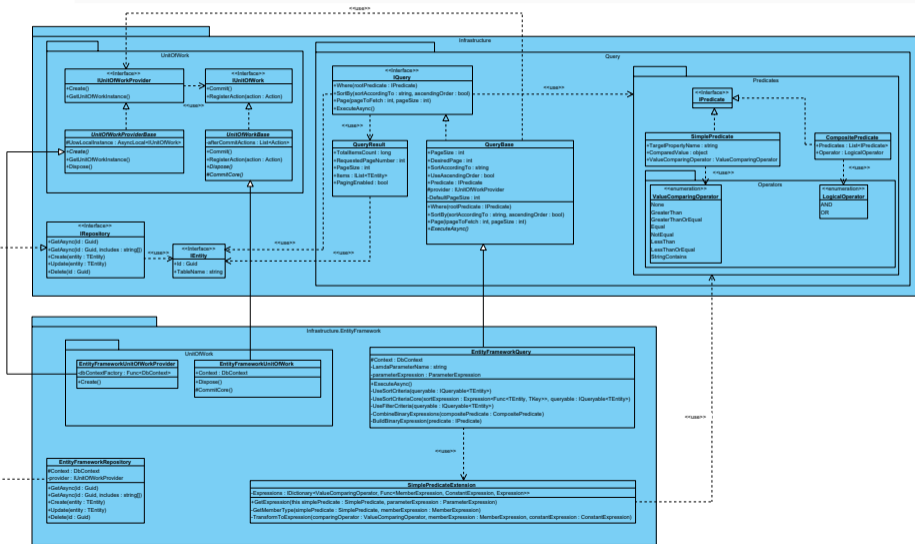 <<use>>
Infrastructure
UnitOfWork
<<Interface>>
IUnitOfWorkProvider
+Create()
+GetUnitOfWorkInstance()
<<Interface>>
IUnitOfWork
+Commit()
+RegisterAction(action : Action)
UnitOfWorkProviderBase
#UowLocalInstance : AsyncLocal<IUnitOfWork>
+Create()
+GetUnitOfWorkInstance()
+Dispose()
UnitOfWorkBase
-afterCommitActions : List<Action>
+Commit()
+RegisterAction(action : Action)
+Dispose()
#CommitCore()
<<Interface>>
IRepository
+GetAsync(id : Guid)
+GetAsync(id : Guid, includes : string[])
+Create(entity : TEntity)
+Update(entity : TEntity)
+Delete(id : Guid)
<<use>>
<<Interface>>
IEntity
+Id : Guid
+TableName : string
Query
<<Interface>>
IQuery
+Where(rootPredicate : IPredicate)
+SortBy(sortAccordingTo : string, ascendingOrder : bool)
+Page(pageToFetch : int, pageSize : int)
+ExecuteAsync()
<<use>>
<<use>>
QueryResult
+TotalItemsCount : long
+RequestedPageNumber : int
+PageSize : int
+Items : IList<TEntity>
+PagingEnabled : bool
<<use>>
<<use>>
QueryBase
+PageSize : int
+DesiredPage : int
+SortAccordingTo : string
+UseAscendingOrder : bool
+Predicate : IPredicate
#provider : IUnitOfWorkProvider
-DefaultPageSize : int
+Where(rootPredicate : IPredicate)
+SortBy(sortAccordingTo : string, ascendingOrder : bool)
+Page(pageToFetch : int, pageSize : int)
+ExecuteAsync()
Predicates
<<Interface>>
IPredicate
SimplePredicate
+TargetPropertyName : string
+ComparedValue : object
+ValueComparingOperator : ValueComparingOperator
CompositePredicate
+Predicates : List<IPredicate>
+Operator : LogicalOperator
<<use>>
<<use>>
Operators
<<enumeration>>
ValueComparingOperator
None
GreaterThan
GreaterThanOrEqual
Equal
NotEqual
LessThan
LessThanOrEqual
StringContains
<<enumeration>>
LogicalOperator
AND
OR
Infrastructure.EntityFramework
UnitOfWork
EntityFrameworkUnitOfWorkProvider
-dbContextFactory : Func<DbContext>
+Create()
EntityFrameworkUnitOfWork
+Context : DbContext
+Dispose()
#CommitCore()
EntityFrameworkQuery
#Context : DbContext
-LamdaParameterName : string
-parameterExpression : ParameterExpression
+ExecuteAsync()
-UseSortCriteria(queryable : IQueryable<TEntity>)
-UseSortCriteriaCore(sortExpression : Expression<Func<TEntity, TKey>>, queryable : IQueryable<TEntity>)
-UseFilterCriteria(queryable : IQueryable<TEntity>)
-CombineBinaryExpressions(compositePredicate : CompositePredicate)
-BuildBinaryExpression(predicate : IPredicate)
<<use>>
<<use>>
EntityFrameworkRepository
#Context : DbContext
-provider : IUnitOfWorkProvider
+GetAsync(id : Guid)
+GetAsync(id : Guid, includes : string[])
+Create(entity : TEntity)
+Update(entity : TEntity)
+Delete(id : Guid)
SimplePredicateExtension
-Expressions : IDictionary<ValueComparingOperator, Func<MemberExpression, ConstantExpression, Expression>>
+GetExpression(this simplePredicate : SimplePredicate, parameterExpression : ParameterExpression)
-GetMemberType(simplePredicate : SimplePredicate, memberExpression : MemberExpression)
-TransformToExpression(comparingOperator : ValueComparingOperator, memberExpression : MemberExpression, constantExpression : ConstantExpression)